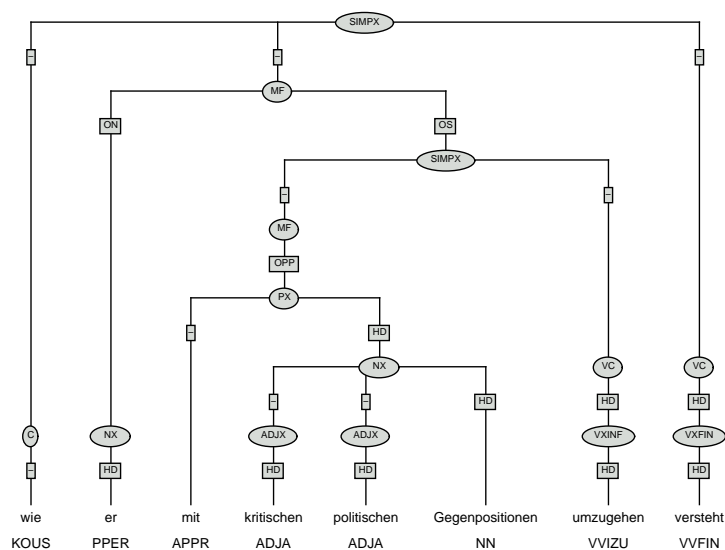 SIMPX
– – –
MF
ON OS
SIMPX
– –
MF
OPP
PX
– HD
NX VC VC
– – HD HD HD
C NX ADJX ADJX VXINF VXFIN
– HD HD HD HD HD
wie er mit kritischen politischen Gegenpositionen umzugehen versteht
KOUS PPER APPR ADJA ADJA NN VVIZU VVFIN